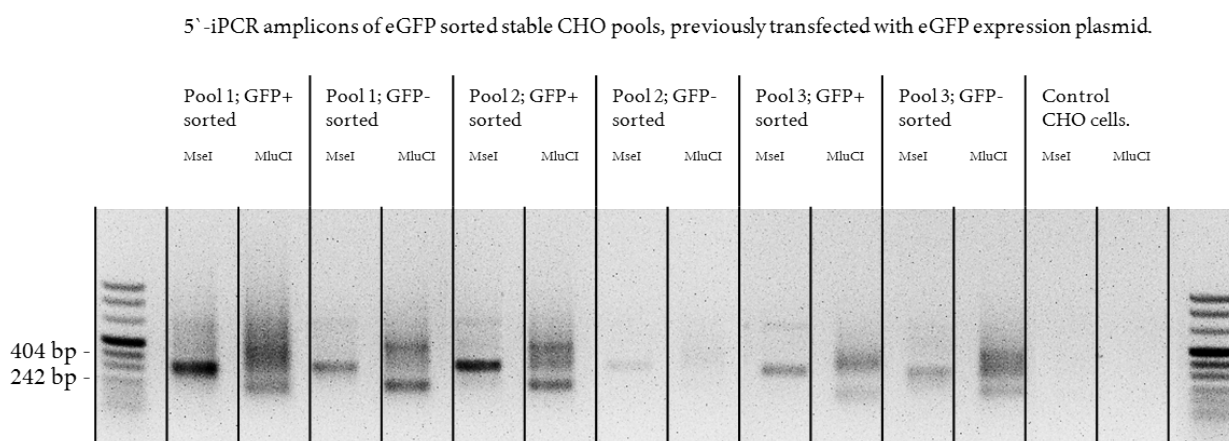 5`-iPCR amplicons of eGFP sorted stable CHO pools, previously transfected with eGFP expression plasmid.
Pool 1; GFP+ Pool 1; GFP- Pool 2; GFP+ Pool 2; GFP- Pool 3; GFP+ Pool 3; GFP- Control
sorted sorted sorted sorted sorted sorted CHO cells.
MseI MluCI MseI MluCI MseI MluCI MseI MluCI MseI MluCI MseI MluCI MseI MluCI
404 bp -
242 bp -